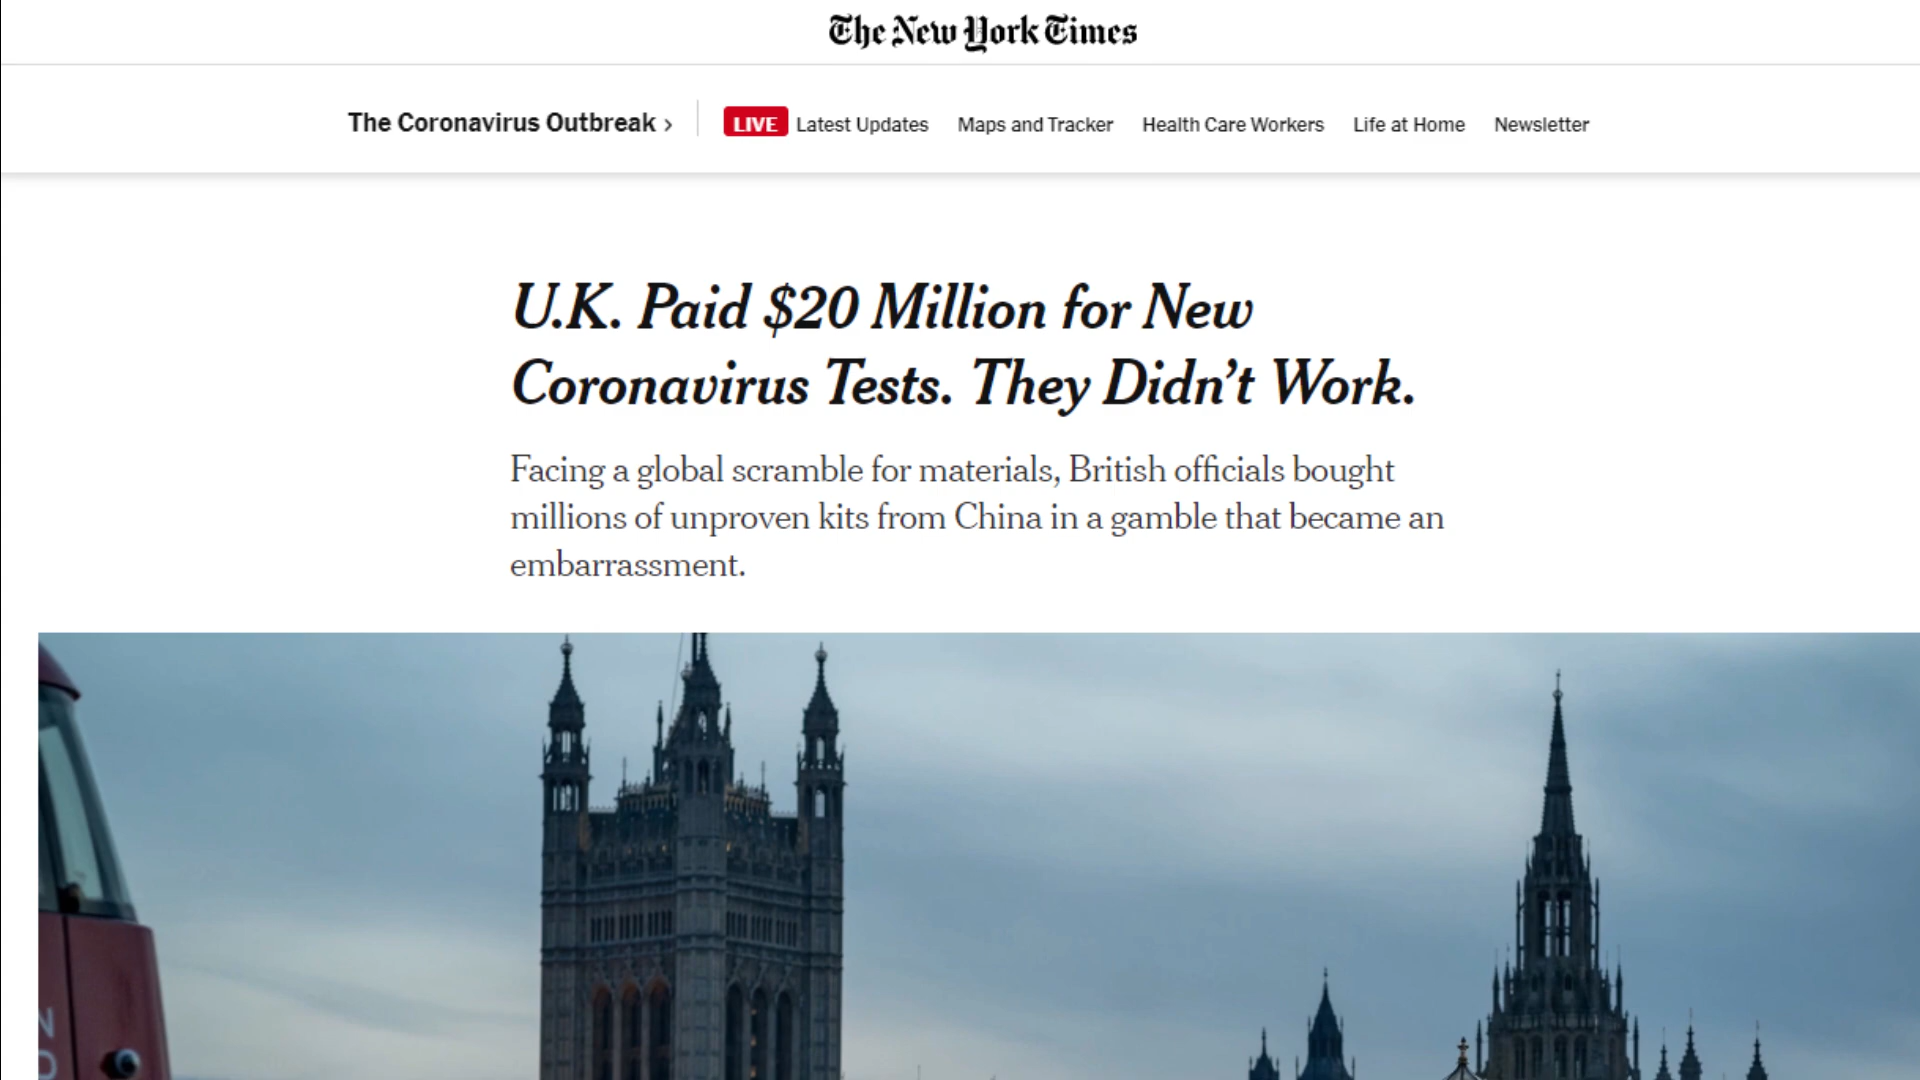 The New York Times
The Coronavirus Outbreak ›
LIVE Latest Updates Maps and Tracker Health Care Workers Life at Home Newsletter
U.K. Paid $20 Million for New
Coronavirus Tests. They Didn’t Work.
Facing a global scramble for materials, British officials bought
millions of unproven kits from China in a gamble that became an
embarrassment.